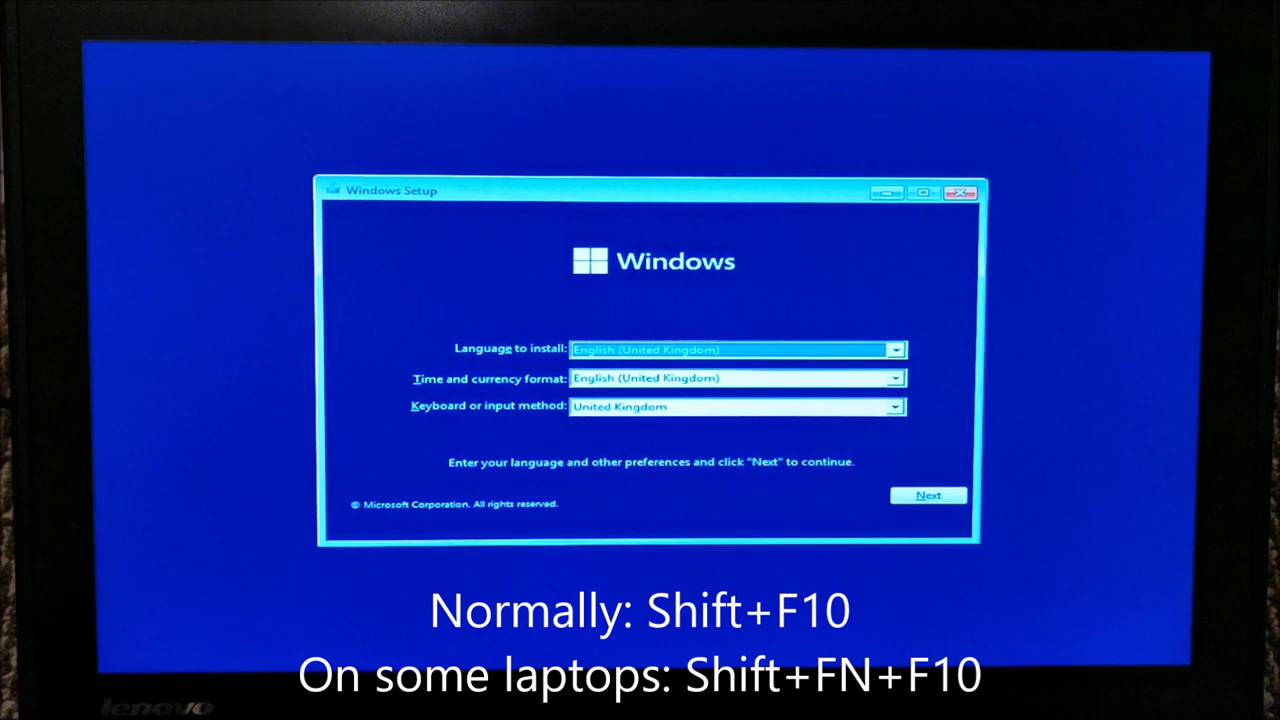 Windows Setup
Windows
Language to install: English (United Kingdom)
Time and currency format: English (United Kingdom)
Keyboard or input method: United Kingdom
Enter your language and other preferences and click "Next" to continue.
Next
© Microsoft Corporation. All rights reserved.
Normally: Shift+F10
On some laptops: Shift+FN+F10
lenovo